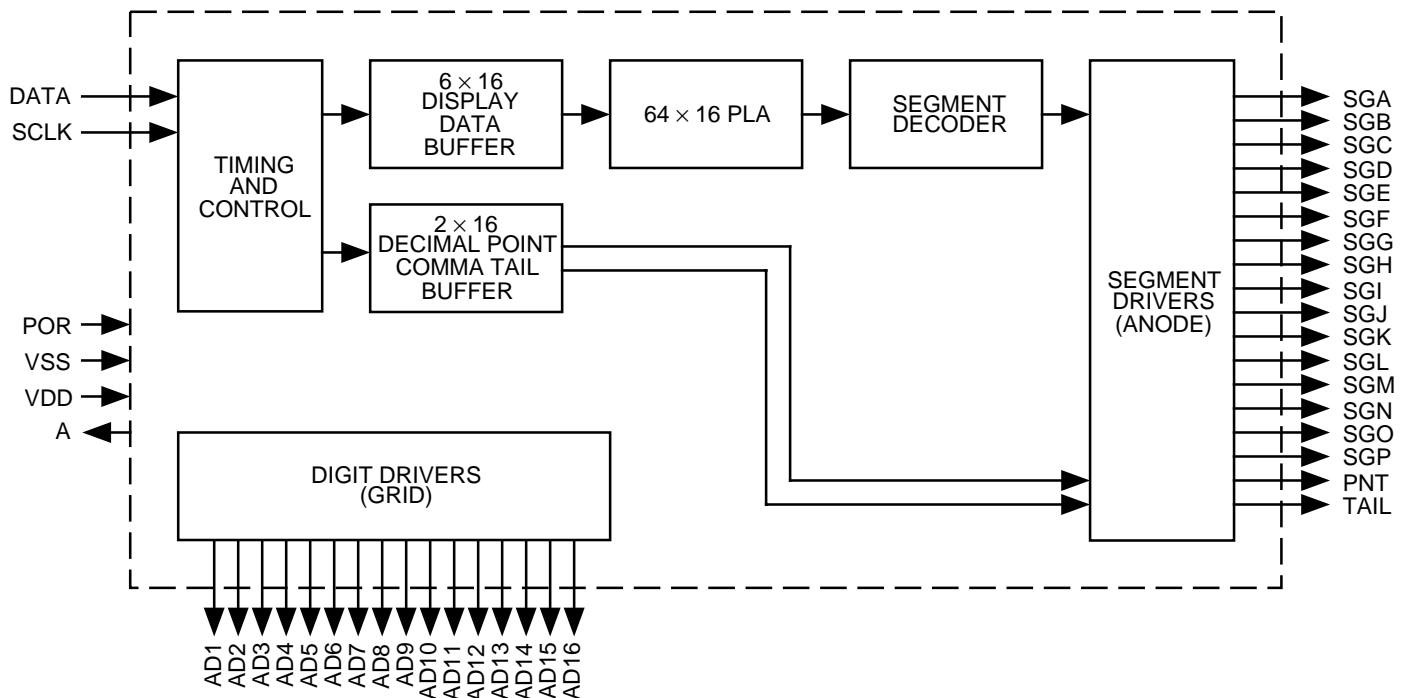 DATA
SCLK
POR
VSS
VDD
A
TIMING
AND
CONTROL
6 × 16
DISPLAY
DATA
BUFFER
2 × 16
DECIMAL POINT
COMMA TAIL
BUFFER
64 × 16 PLA
SEGMENT
DECODER
SEGMENT
DRIVERS
(ANODE)
SGA
SGB
SGC
SGD
SGE
SGF
SGG
SGH
SGI
SGJ
SGK
SGL
SGM
SGN
SGO
SGP
PNT
TAIL
DIGIT DRIVERS
(GRID)
AD1
AD2
AD3
AD4
AD5
AD6
AD7
AD8
AD9
AD10
AD11
AD12
AD13
AD14
AD15
AD16